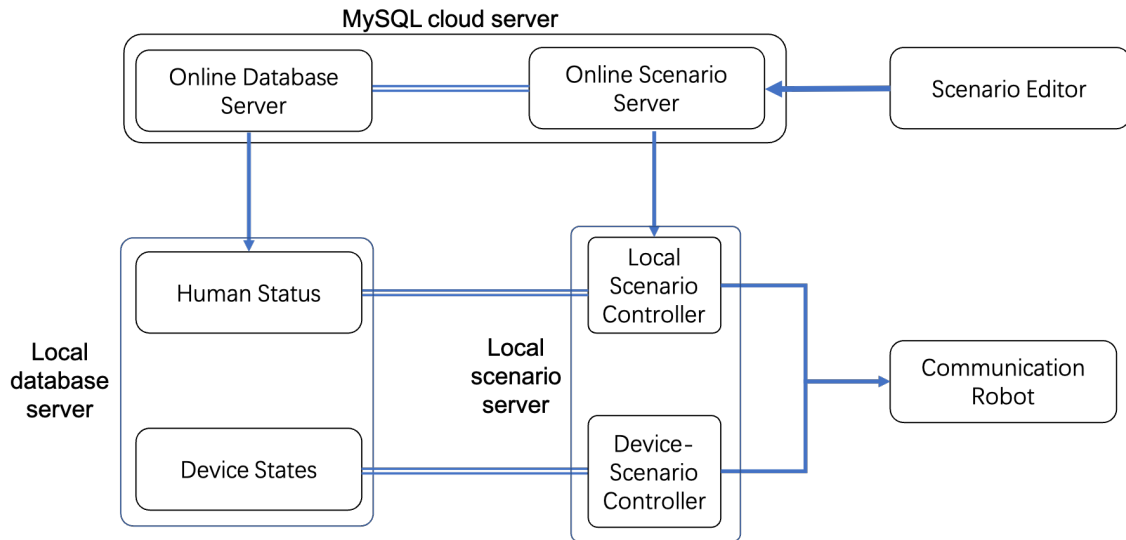 MySQL cloud server
Online Database
Server
Online Scenario
Server
Scenario Editor
Human Status
Local
Scenario
Controller
Local
database
server
Local
scenario
server
Communication
Robot
Device States
Device-
Scenario
Controller